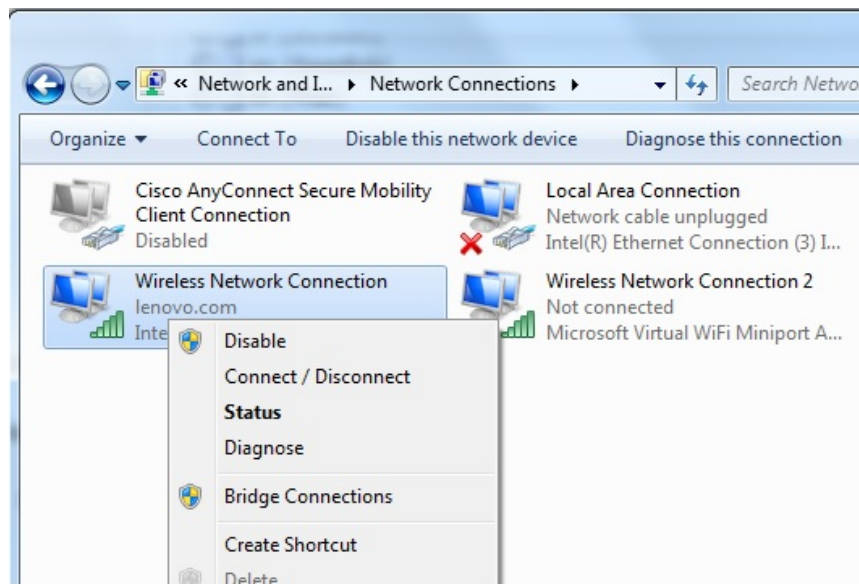 « Network and I... ▸ Network Connections ▸
Search Netwo
Organize ▾ Connect To Disable this network device Diagnose this connection
Cisco AnyConnect Secure Mobility
Client Connection
Disabled
Local Area Connection
Network cable unplugged
Intel(R) Ethernet Connection (3) I...
Wireless Network Connection
lenovo.com
Inte
Wireless Network Connection 2
Not connected
Microsoft Virtual WiFi Miniport A...
Disable
Connect / Disconnect
Status
Diagnose
Bridge Connections
Create Shortcut
Delete